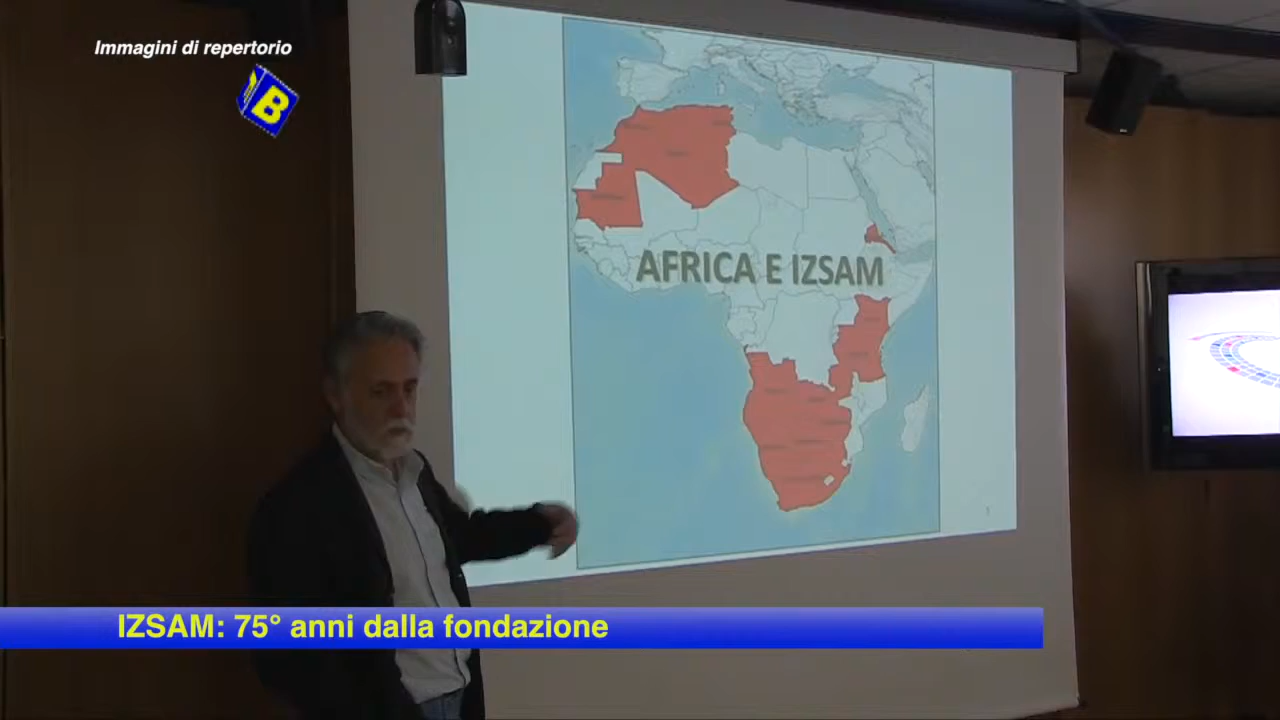 Immagini di repertorio
B
AFRICA E IZSAM
IZSAM: 75° anni dalla fondazione